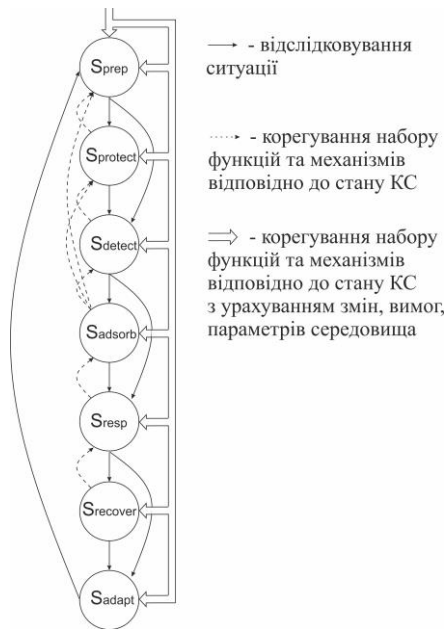 Sprep
Sprotect
Sdetect
Sadsorb
Sresp
Srecover
Sadapt
- відслідковування
ситуації
- корегування набору
функцій та механізмів
відповідно до стану КС
- корегування набору
функцій та механізмів
відповідно до стану КС
з урахуванням змін, вимог,
параметрів середовища